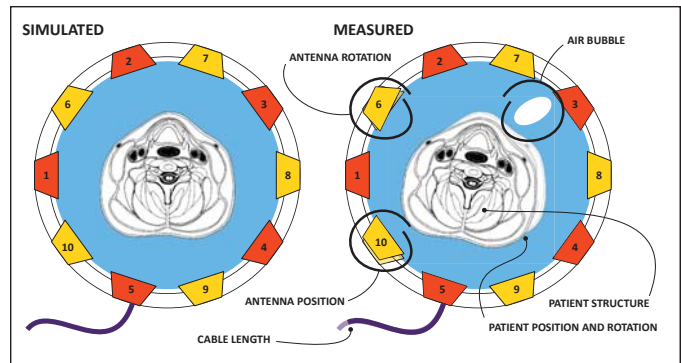 SIMULATED
MEASURED
ANTENNA ROTATION
AIR BUBBLE
2
7
6
3
1
8
10
4
5
9
2
7
6
3
1
8
10
4
5
9
ANTENNA POSITION
CABLE LENGTH
PATIENT STRUCTURE
PATIENT POSITION AND ROTATION